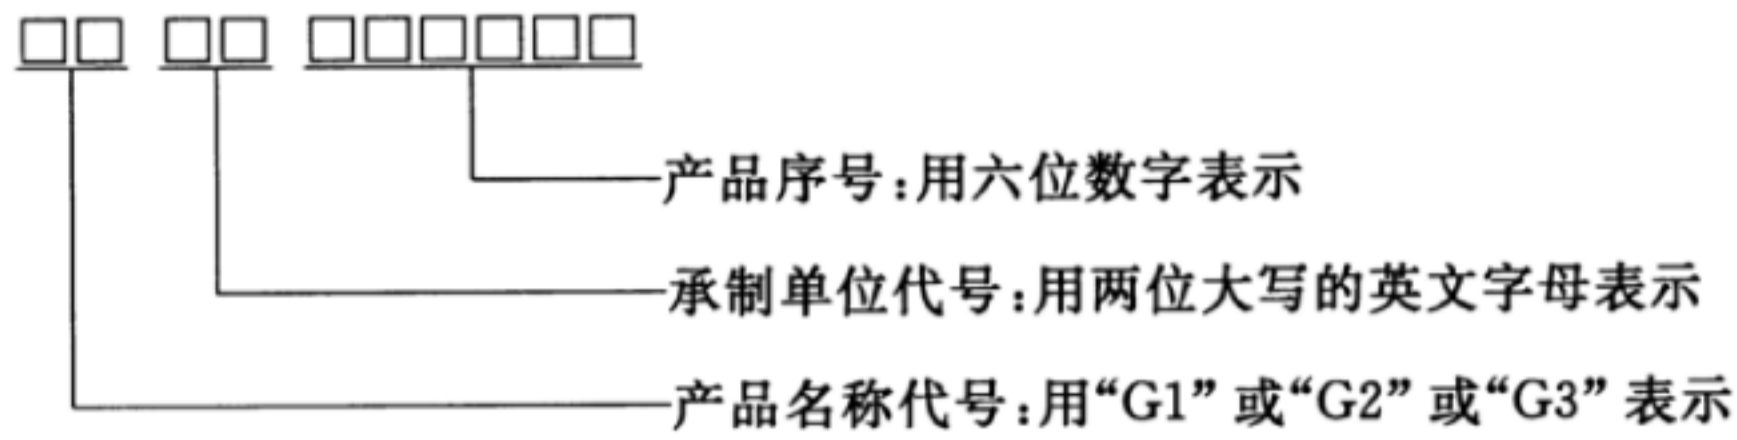 □□ □□ □□□□□□
产品序号:用六位数字表示
承制单位代号:用两位大写的英文字母表示
产品名称代号:用“G1”或“G2”或“G3”表示